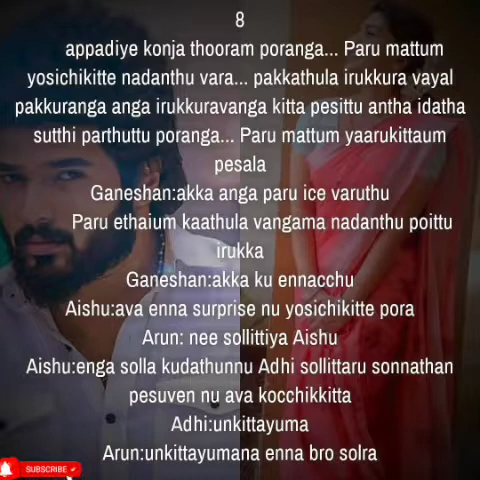 8
appadiye konja thooram poranga... Paru mattum
yosichikitte nadanthu vara... pakkathula irukkura vayal
pakkuranga anga irukkuravanga kitta pesittu antha idatha
sutthi parthuttu poranga... Paru mattum yaarukittaum
pesala
Ganeshan:akka anga paru ice varuthu
Paru ethaium kaathula vangama nadanthu poittu
irukka
Ganeshan:akka ku ennacchu
Aishu:ava enna surprise nu yosichikitte pora
Arun: nee sollittiya Aishu
Aishu:enga solla kudathunnu Adhi sollittaru sonnathan
pesuven nu ava kocchikkitta
Adhi:unkittayuma
Arun:unkittayumana enna bro solra
SUBSCRIBE